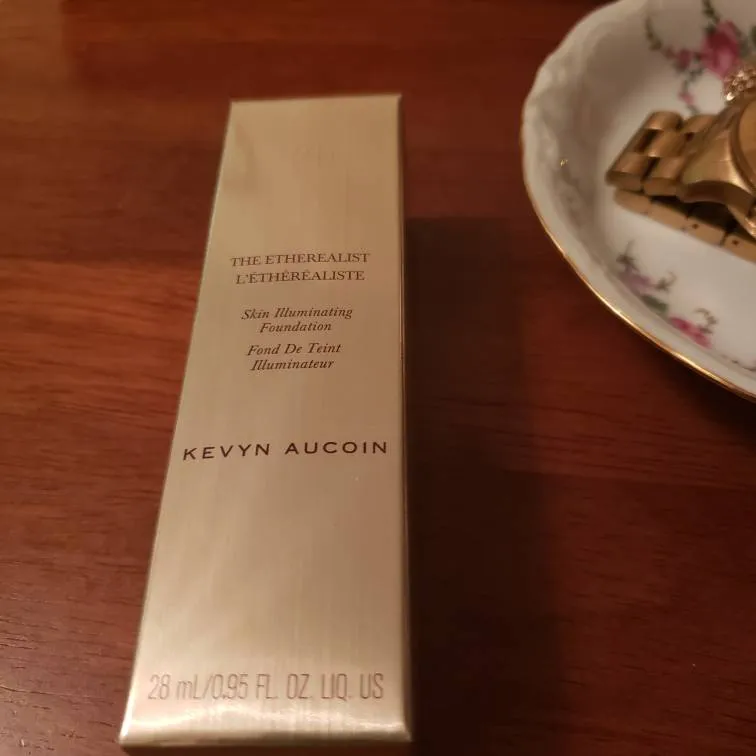 THE ETHEREALIST
L'ÉTHÉRÉALISTE
Skin Illuminating
Foundation
Fond De Teint
Illuminateur
KEVYN AUCOIN
28 mL/0.95 FL. OZ. LIQ. US